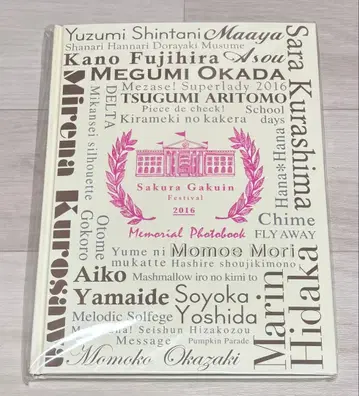 Yuzumi Shintani Maaya
Shanari Hannari Dorayaki Musume
Kano Fujihira Asou
MEGUMI OKADA
Mezase! Superlady 2016
TSUGUMI ARITOMO
Piece de check! School
Kirameki no kakera days
Sara Kurashima
Mirena Kurosawa
Mikansei silhouette
DELTA
Sakura Gakuin
Festival
2016
Memorial Photobook
Hana*Hana
Chime
FLY AWAY
Otome
Gokoro
Yume ni Momoe Mori
mukatte Hashire shoujikimono
Aiko Mashmallow iro no kimi to
Yamaide Soyoka
Melodic Solfege Yoshida
Seishun Hizakozou
Message Pumpkin Parade
Momoko Okazaki
Marin
Hidaka